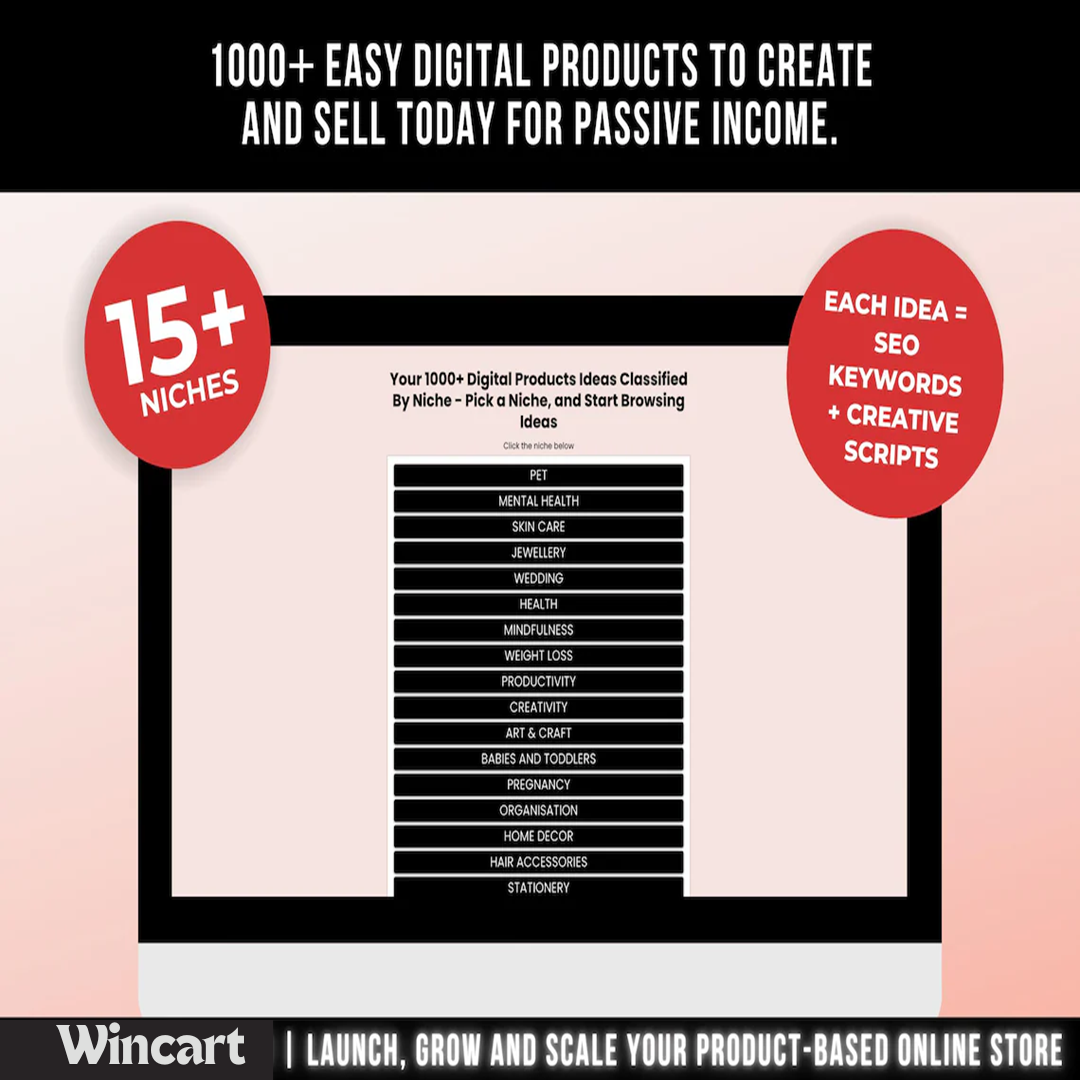 1000+ EASY DIGITAL PRODUCTS TO CREATE
AND SELL TODAY FOR PASSIVE INCOME.
15+
NICHES
EACH IDEA =
SEO
KEYWORDS
+ CREATIVE
SCRIPTS
Your 1000+ Digital Products Ideas Classified
By Niche - Pick a Niche, and Start Browsing
Ideas
Click the niche below
PET
MENTAL HEALTH
SKIN CARE
JEWELLERY
WEDDING
HEALTH
MINDFULNESS
WEIGHT LOSS
PRODUCTIVITY
CREATIVITY
ART & CRAFT
BABIES AND TODDLERS
PREGNANCY
ORGANISATION
HOME DECOR
HAIR ACCESSORIES
STATIONERY
Wincart | LAUNCH, GROW AND SCALE YOUR PRODUCT-BASED ONLINE STORE